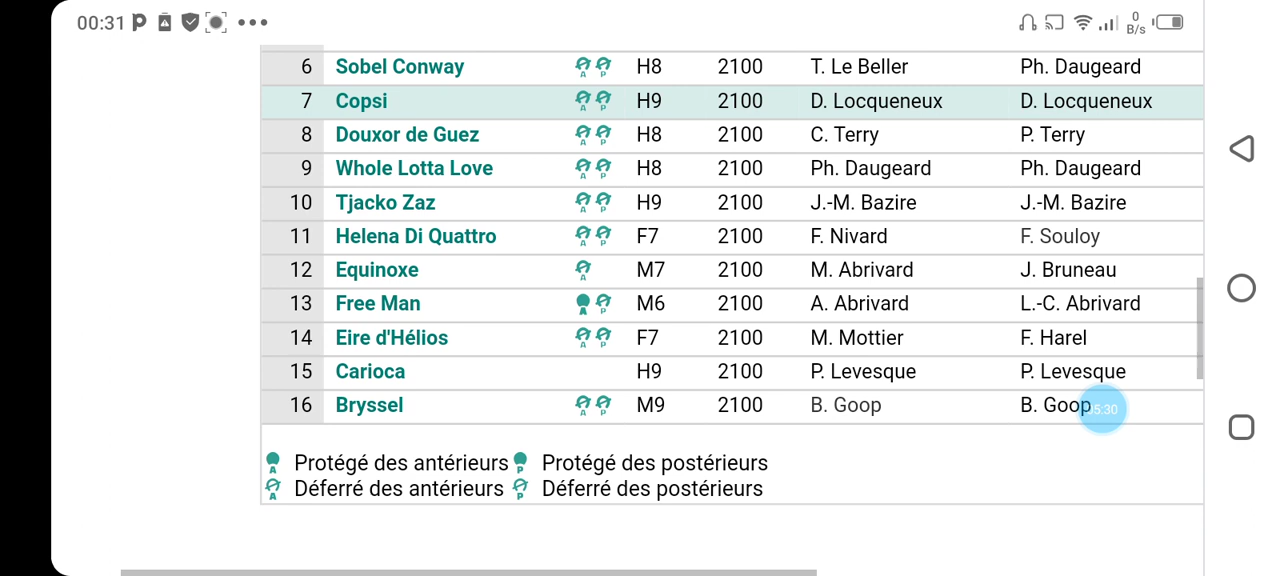 00:31 P 0 B/s
6 Sobel Conway A P H8 2100 T. Le Beller Ph. Daugeard
7 Copsi A P H9 2100 D. Locqueneux D. Locqueneux
8 Douxor de Guez A P H8 2100 C. Terry P. Terry
9 Whole Lotta Love A P H8 2100 Ph. Daugeard Ph. Daugeard
10 Tjacko Zaz A P H9 2100 J.-M. Bazire J.-M. Bazire
11 Helena Di Quattro A P F7 2100 F. Nivard F. Souloy
12 Equinoxe A M7 2100 M. Abrivard J. Bruneau
13 Free Man A P M6 2100 A. Abrivard L.-C. Abrivard
14 Eire d'Hélios A P F7 2100 M. Mottier F. Harel
15 Carioca H9 2100 P. Levesque P. Levesque
16 Bryssel A P M9 2100 B. Goop B. Goop 05:30
A Protégé des antérieurs P Protégé des postérieurs
A Déferré des antérieurs P Déferré des postérieurs